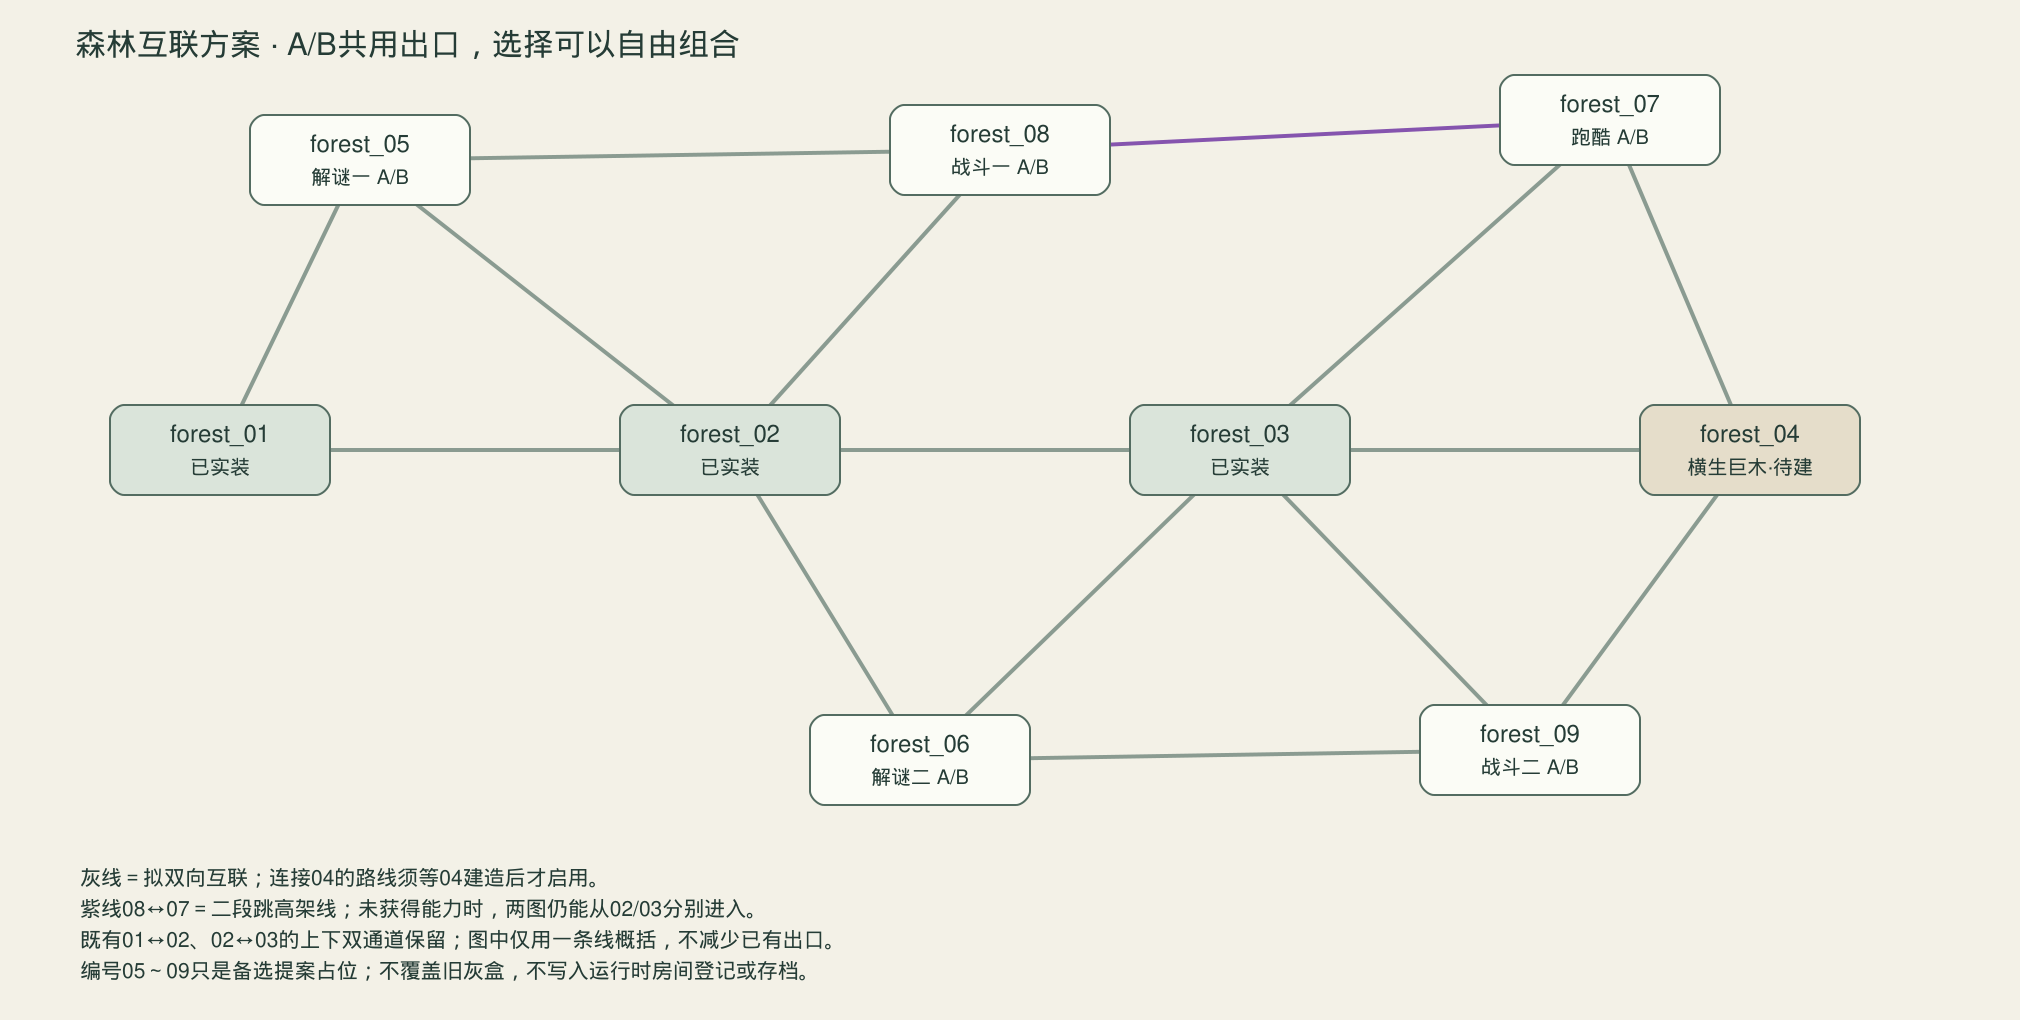 森林互联方案 · A/B共用出口，选择可以自由组合
forest_07
跑酷 A/B
forest_08
战斗一 A/B
forest_05
解谜一 A/B
forest_01
已实装
forest_02
已实装
forest_03
已实装
forest_04
横生巨木·待建
forest_06
解谜二 A/B
forest_09
战斗二 A/B
灰线 = 拟双向互联；连接04的路线须等04建造后才启用。
紫线08↔07 = 二段跳高架线；未获得能力时，两图仍能从02/03分别进入。
既有01↔02、02↔03的上下双通道保留；图中仅用一条线概括，不减少已有出口。
编号05～09只是备选提案占位；不覆盖旧灰盒，不写入运行时房间登记或存档。